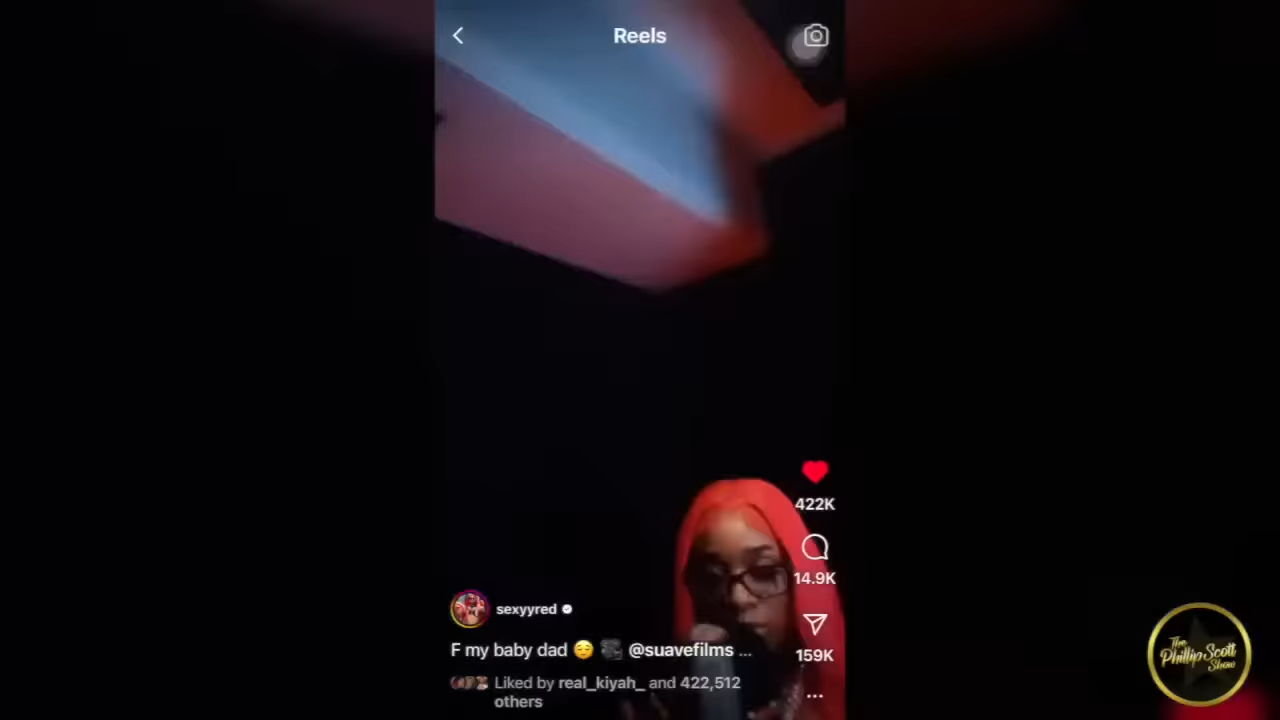 Reels
422K
14.9K
159K
sexyyred
F my baby dad 😔 🎥 @suavefilms ...
Liked by real_kiyah_ and 422,512
others
The
Phillip Scott
Show